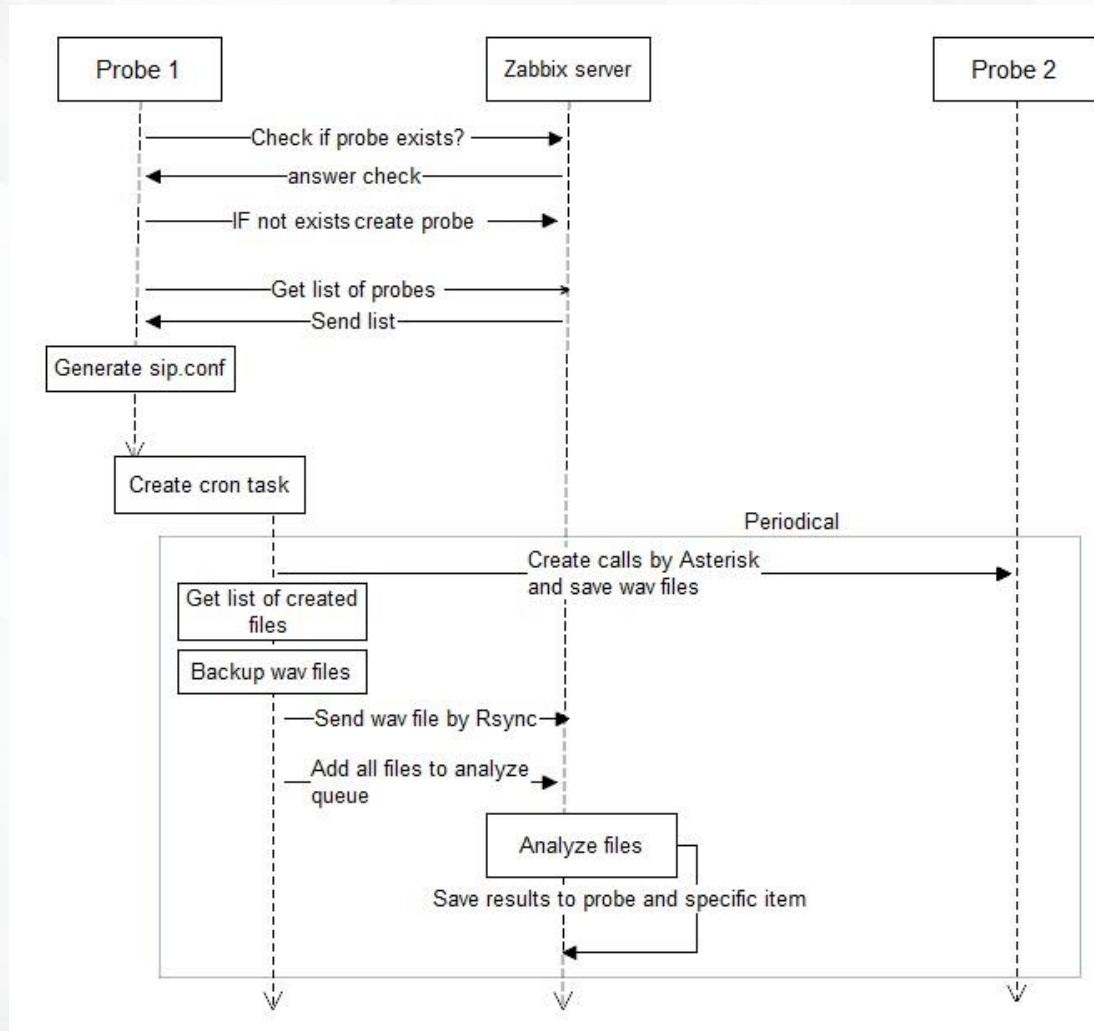 Probe 1
Zabbix server
Probe 2
Check if probe exists?
answer check
IF not exists create probe
Get list of probes
Send list
Generate sip.conf
Create cron task
Periodical
Create calls by Asterisk
and save wav files
Get list of created
files
Backup wav files
Send wav file by Rsync
Add all files to analyze
queue
Analyze files
Save results to probe and specific item